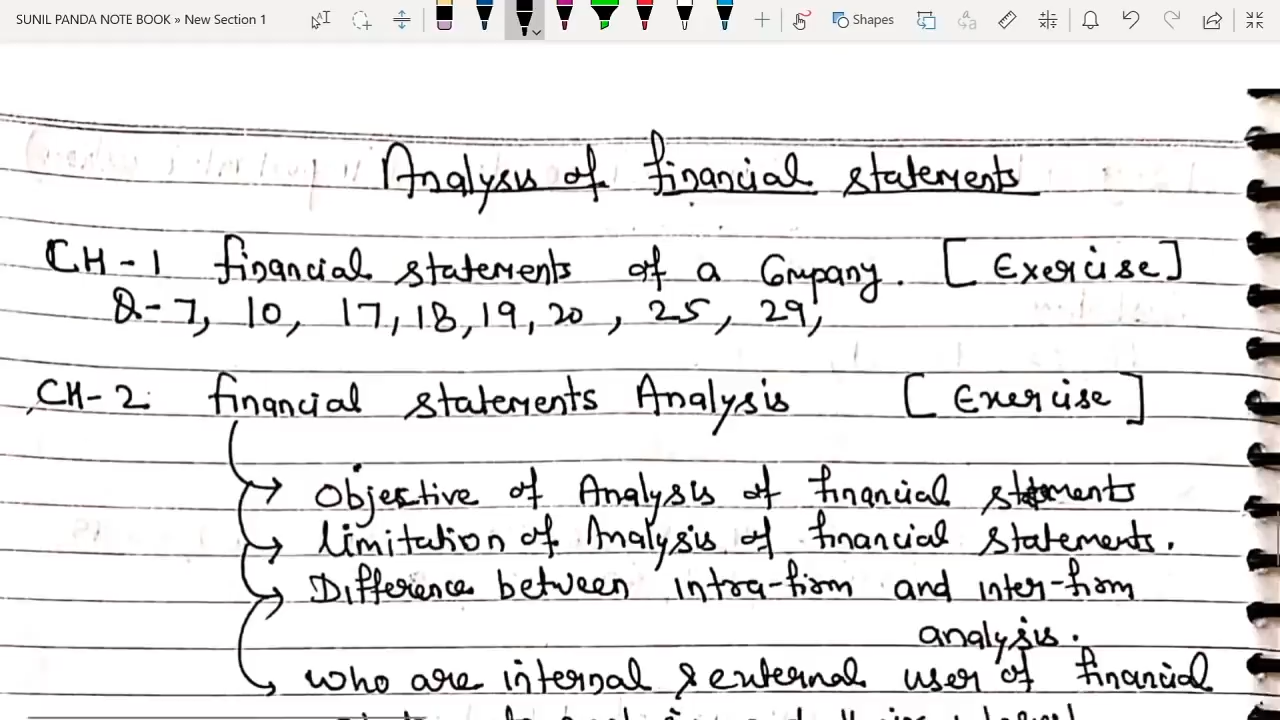 SUNIL PANDA NOTE BOOK » New Section 1
Shapes
Analysis of financial statements
CH-1 financial statements of a Company. [Exercise]
Q-7, 10, 17, 18, 19, 20, 25, 29,
CH-2 financial statements Analysis [Exercise]
Objective of Analysis of financial statements
limitation of Analysis of financial statements.
Difference between intra-firm and inter-firm
analysis.
who are internal & external user of financial